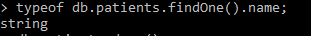 > typeof db.patients.findOne().name;
string